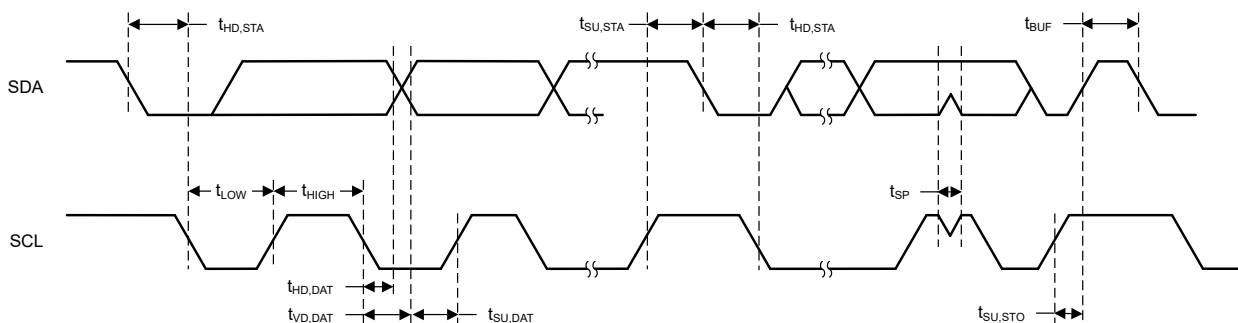 tHD,STA
tSU,STA
tHD,STA
tBUF
SDA
tLOW
tHIGH
tSP
SCL
tHD,DAT
tVD,DAT
tSU,DAT
tSU,STO